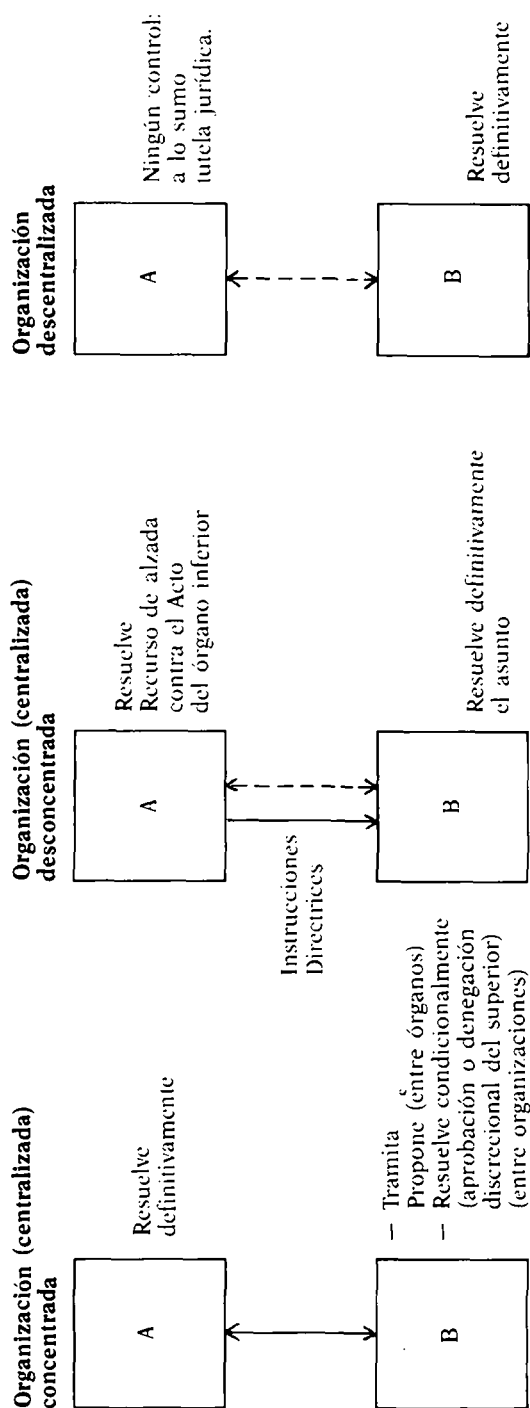 Organización (centralizada)
concentrada
A
Resuelve
definitivamente
B
– Tramita
Propone (entre órganos)
– Resuelve condicionalmente
(aprobación o denegación
discrecional del superior)
(entre organizaciones)
Organización (centralizada)
desconcentrada
A
Resuelve
Recurso de alzada
contra el Acto
del órgano inferior
Instrucciones
Directrices
B
Resuelve definitivamente
el asunto
Organización
descentralizada
A
Ningún control:
a lo sumo
tutela jurídica.
B
Resuelve
definitivamente